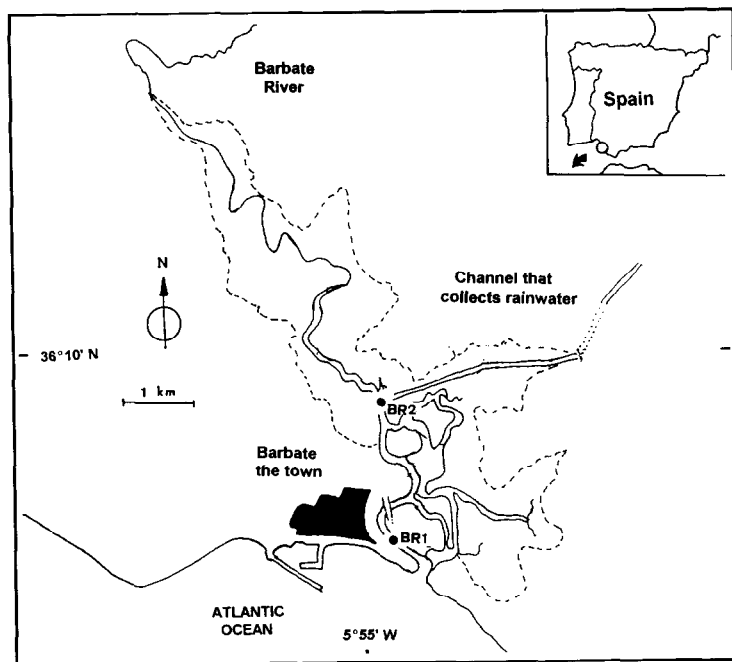 Barbate
River
Spain
N
Channel that
collects rainwater
36°10' N
1 km
BR2
Barbate
the town
BR1
ATLANTIC
OCEAN
5°55' W